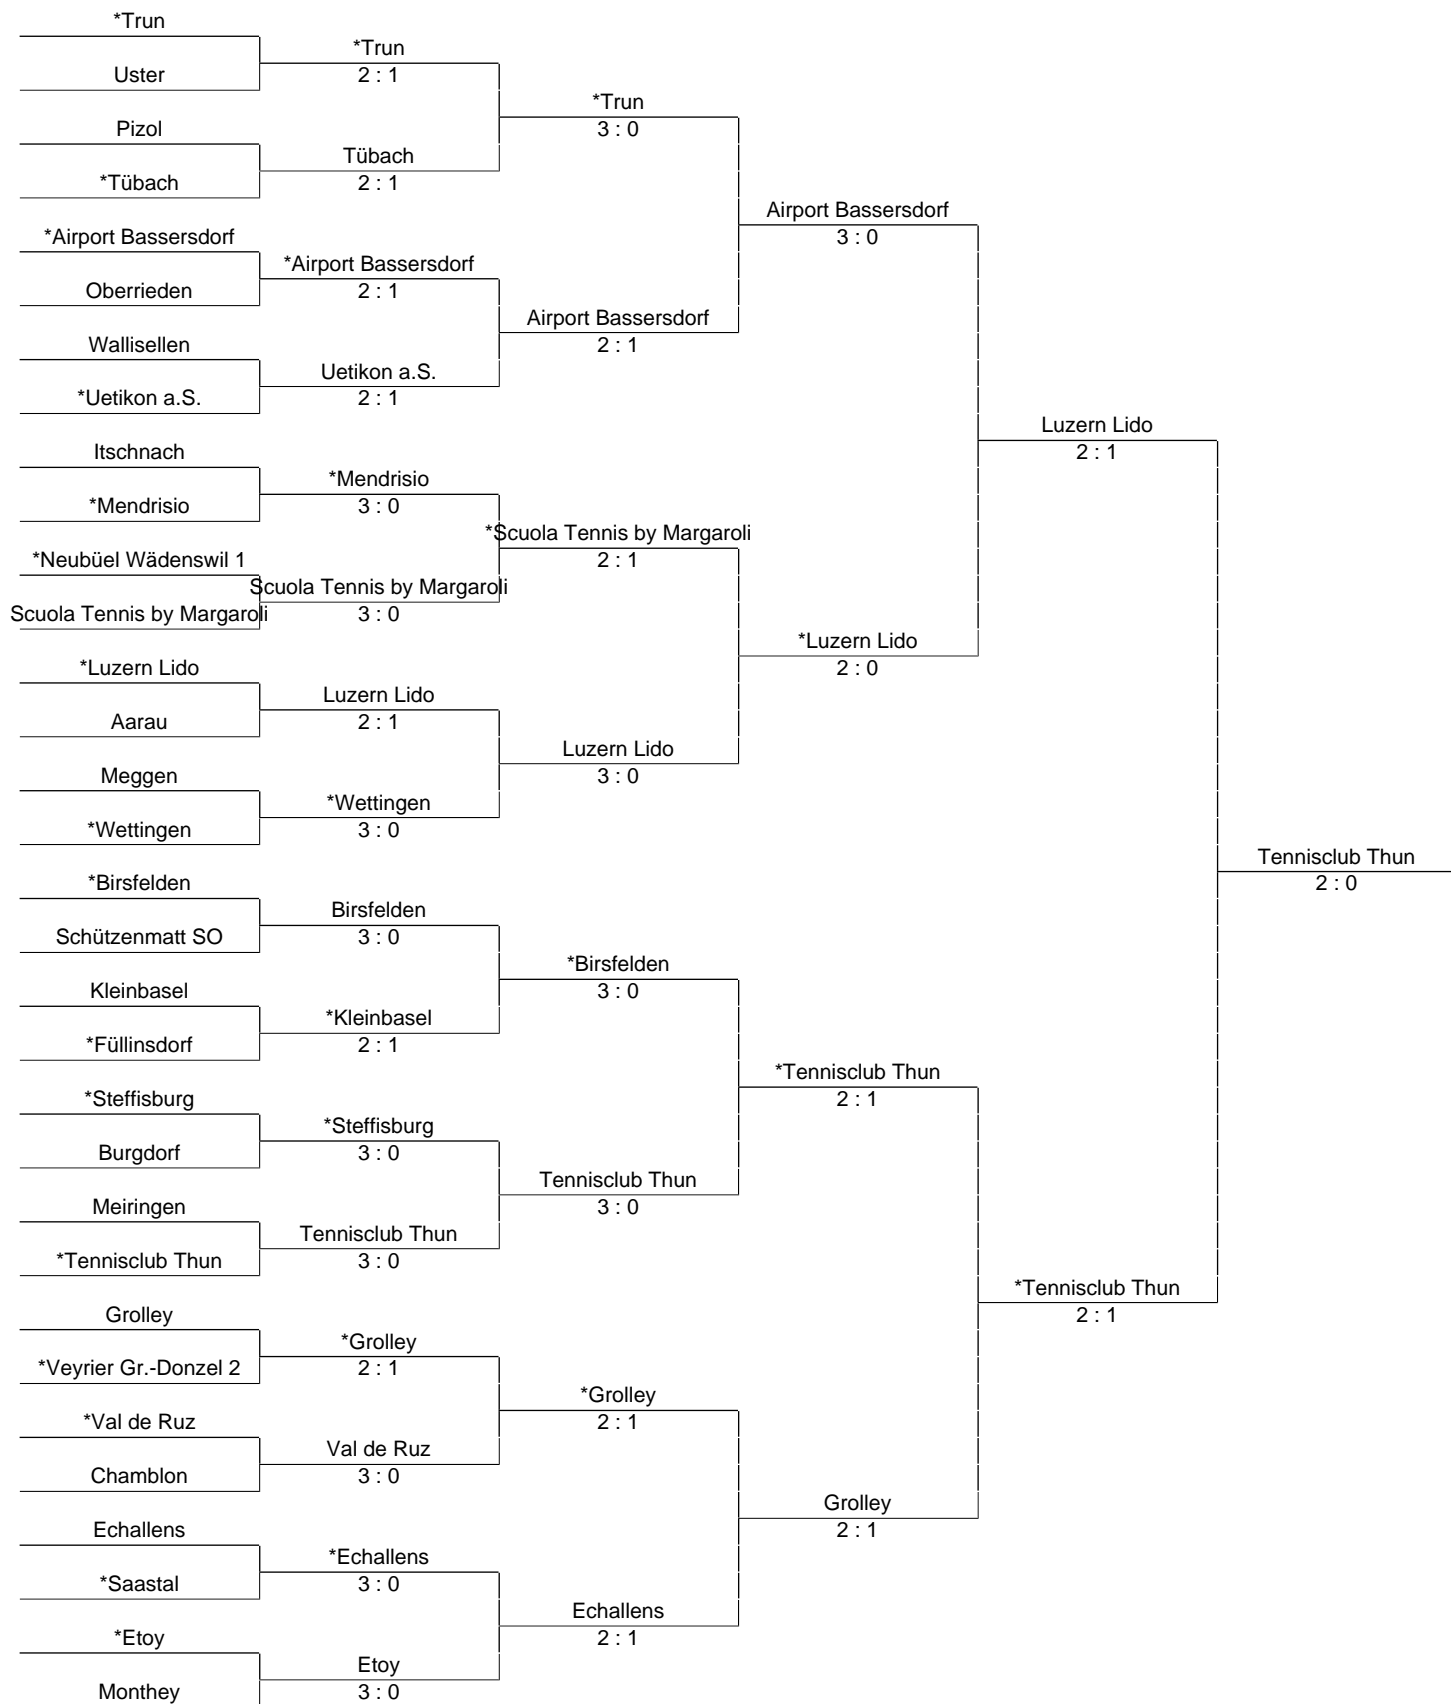 *Trun
Uster
Pizol
*Tübach
*Airport Bassersdorf
Oberrieden
Wallisellen
*Uetikon a.S.
Itschnach
*Mendrisio
*Neubüel Wädenswil 1
Scuola Tennis by Margaroli
*Luzern Lido
Aarau
Meggen
*Wettingen
*Birsfelden
Schützenmatt SO
Kleinbasel
*Füllinsdorf
*Steffisburg
Burgdorf
Meiringen
*Tennisclub Thun
Grolley
*Veyrier Gr.-Donzel 2
*Val de Ruz
Chamblon
Echallens
*Saastal
*Etoy
Monthey
*Trun
2 : 1
Tübach
2 : 1
*Airport Bassersdorf
2 : 1
Uetikon a.S.
2 : 1
*Mendrisio
3 : 0
Scuola Tennis by Margaroli
3 : 0
Luzern Lido
2 : 1
*Wettingen
3 : 0
Birsfelden
3 : 0
*Kleinbasel
2 : 1
*Steffisburg
3 : 0
Tennisclub Thun
3 : 0
*Grolley
2 : 1
Val de Ruz
3 : 0
*Echallens
3 : 0
Etoy
3 : 0
*Trun
3 : 0
Airport Bassersdorf
2 : 1
*Scuola Tennis by Margaroli
2 : 1
Luzern Lido
3 : 0
*Birsfelden
3 : 0
Tennisclub Thun
3 : 0
*Grolley
2 : 1
Echallens
2 : 1
Airport Bassersdorf
3 : 0
*Luzern Lido
2 : 0
*Tennisclub Thun
2 : 1
Grolley
2 : 1
Luzern Lido
2 : 1
*Tennisclub Thun
2 : 1
Tennisclub Thun
2 : 0